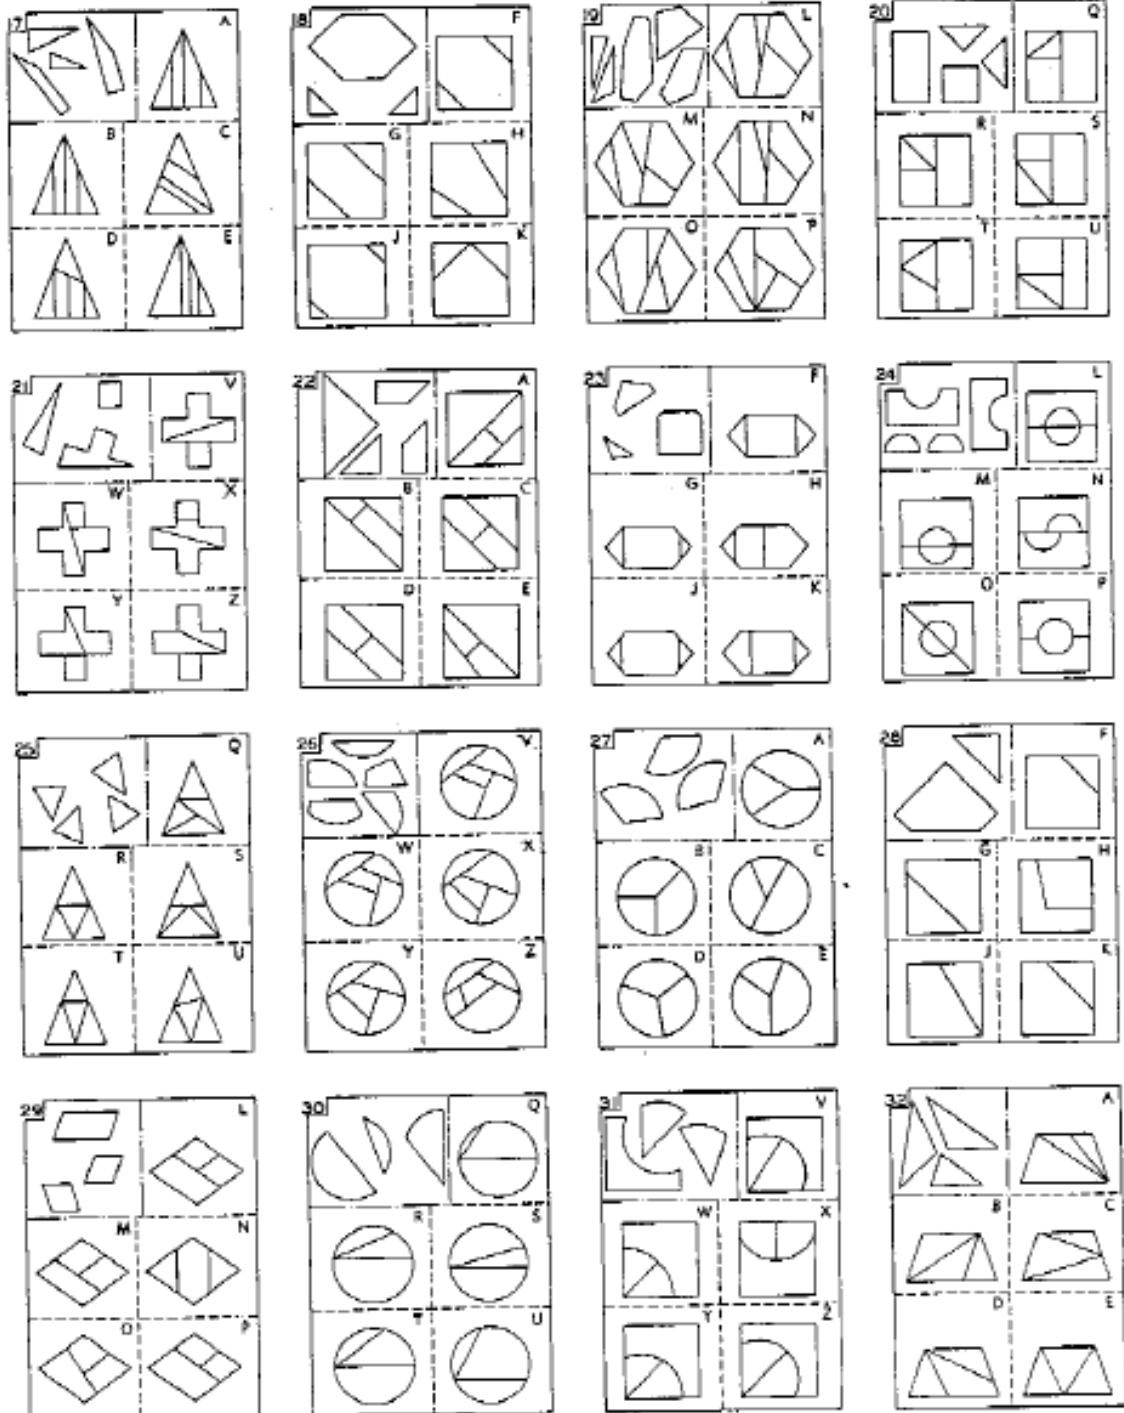 17 A 18 F 19 L 20 Q
B C G H M N R S
D E J K O P T U
21 V 22 A 23 F 24 L
W X B C G H M N
Y Z D E J K O P
25 Q 26 V 27 A 28 F
R S W X B C G H
T U Y Z D E J K
29 L 30 Q 31 V 32 A
M N R S W X B C
O P T U Y Z D E